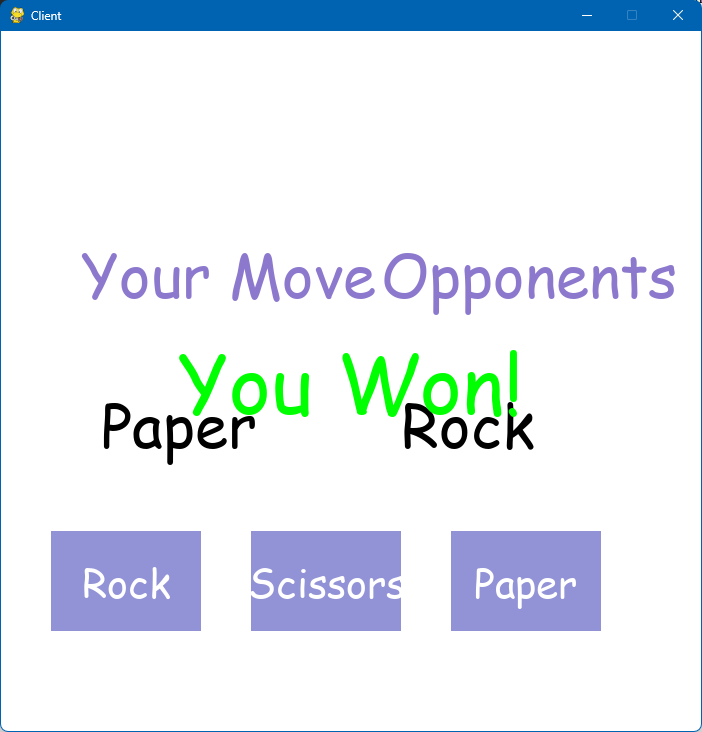 Client
Your Move Opponents
You Won!
Paper Rock
Rock Scissors Paper